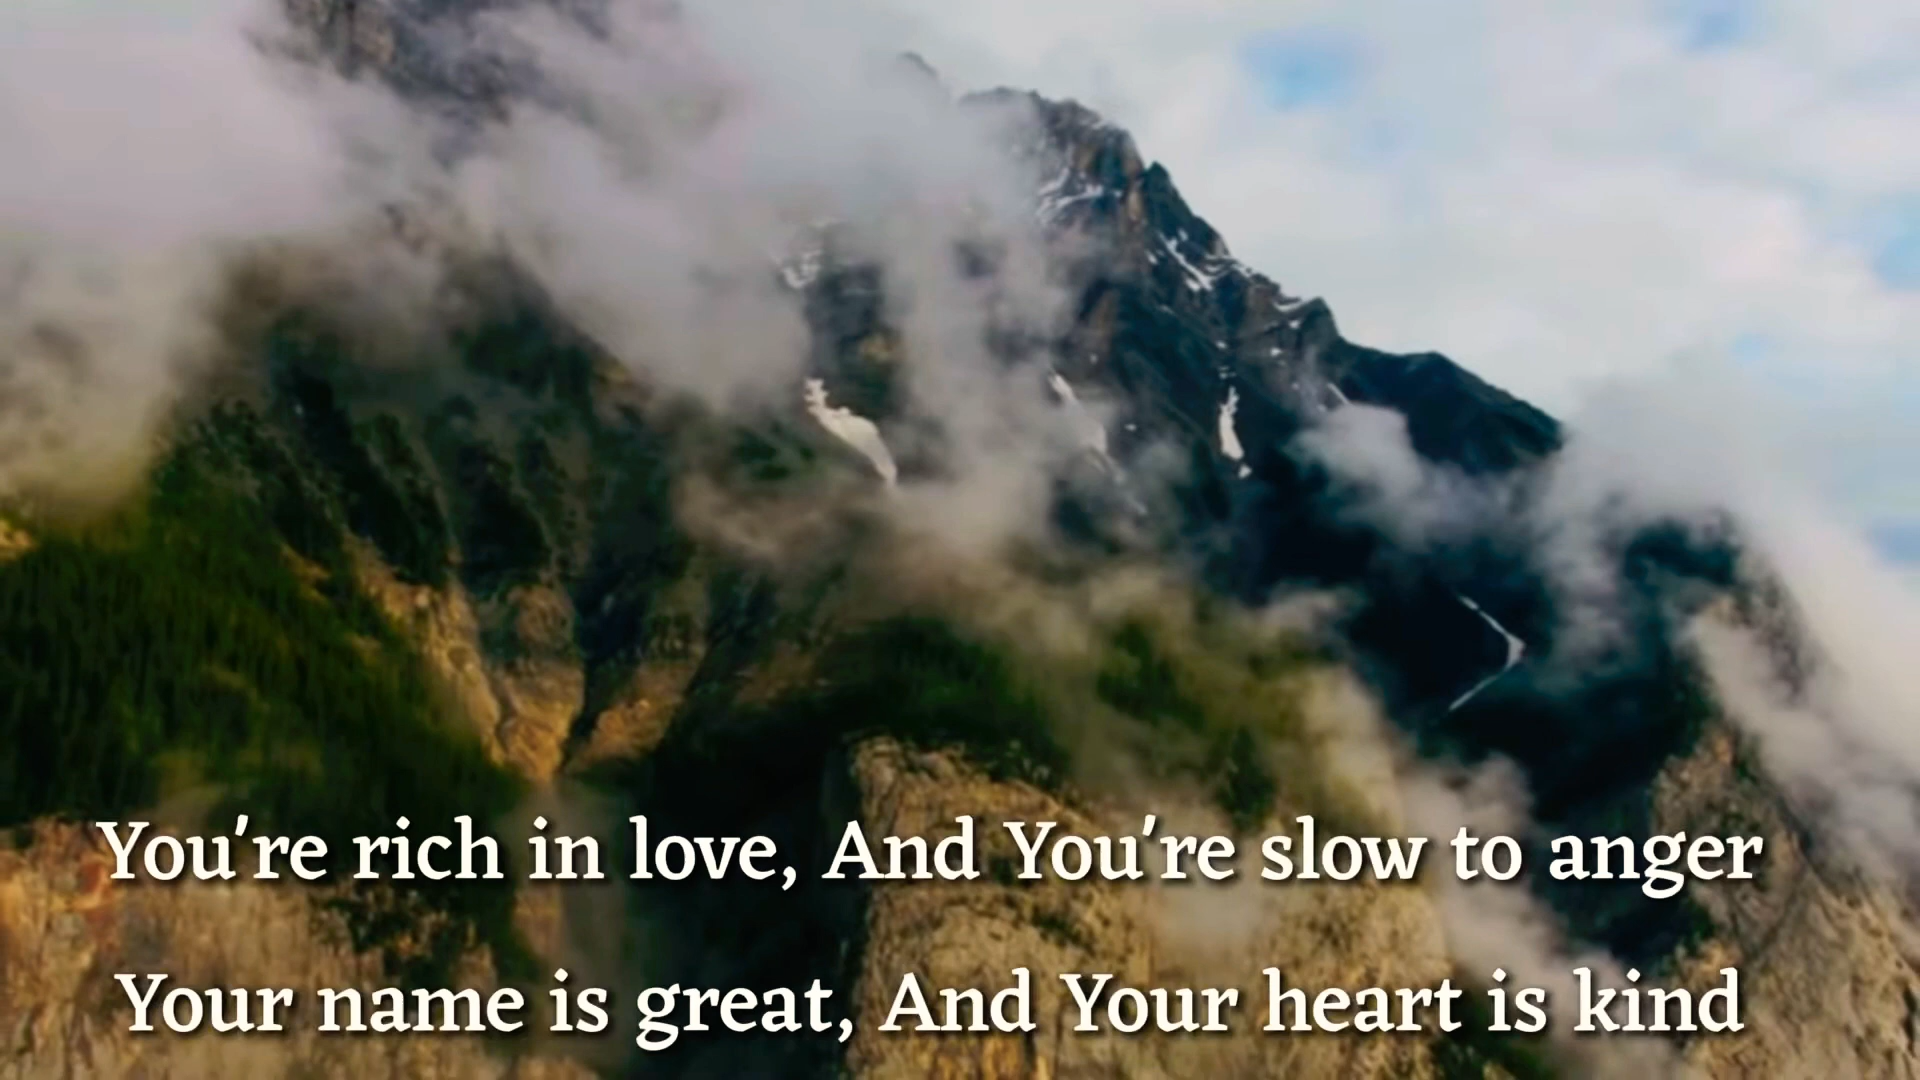 You're rich in love, And You're slow to anger
Your name is great, And Your heart is kind